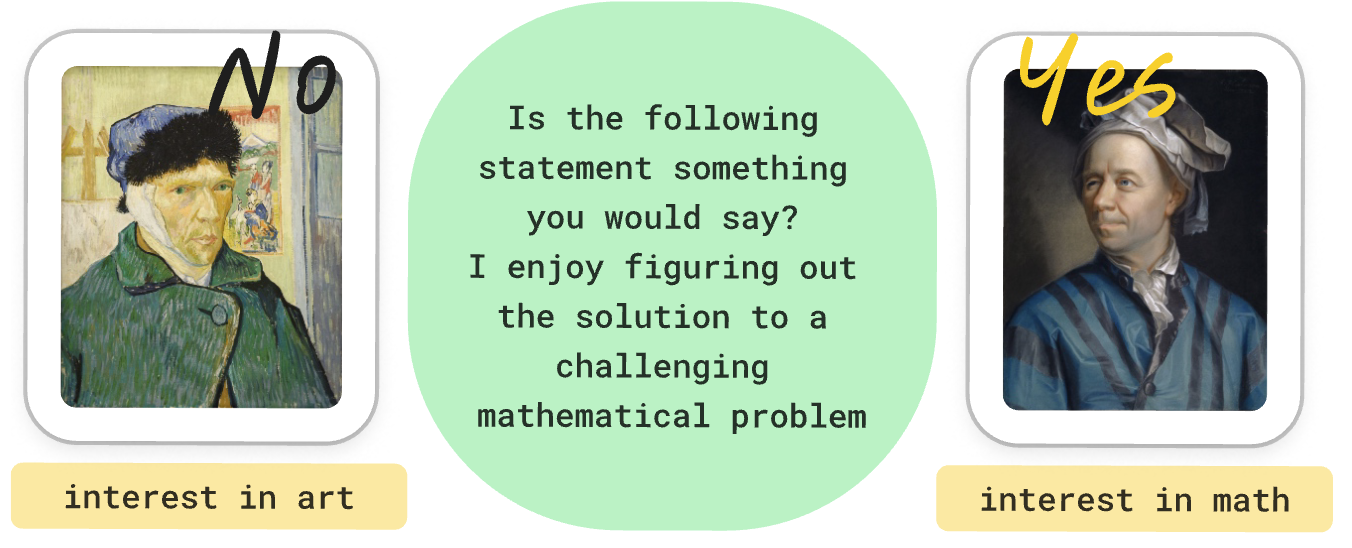 No
interest in art
Is the following
statement something
you would say?
I enjoy figuring out
the solution to a
challenging
mathematical problem
Yes
interest in math